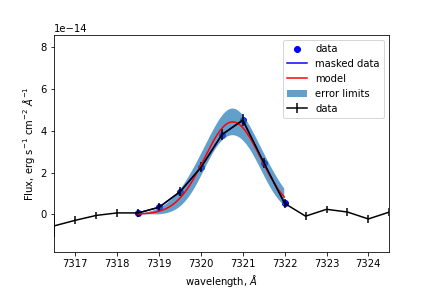 1e−14
8
6
4
2
0
Flux, erg s⁻¹ cm⁻² Å⁻¹
data
masked data
model
error limits
data
7317 7318 7319 7320 7321 7322 7323 7324
wavelength, Å